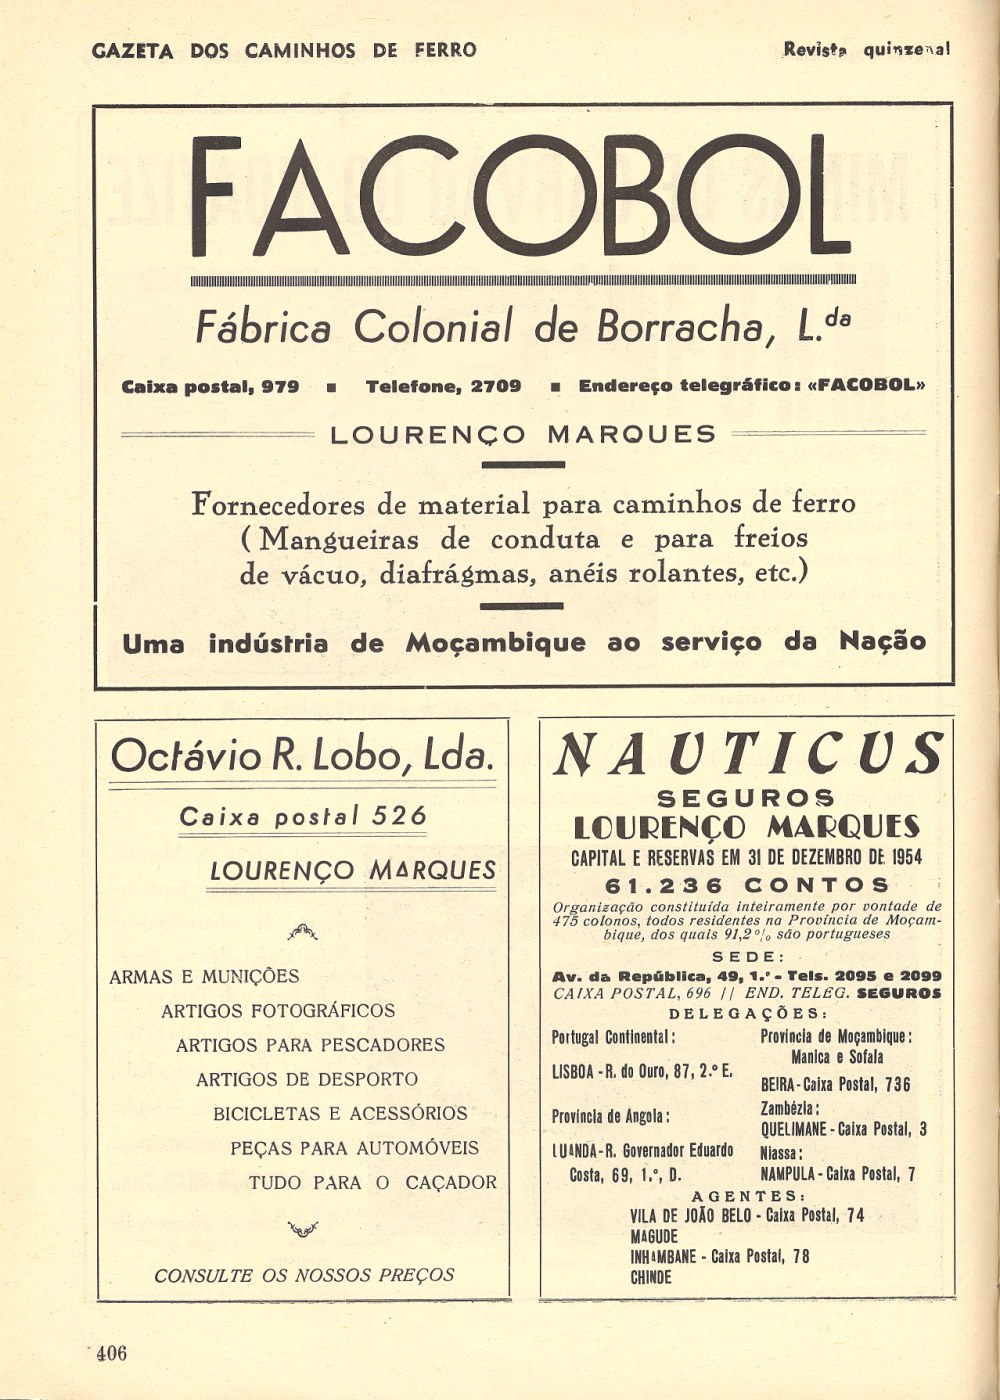 GAZETA DOS CAMINHOS DE FERRO
Revista quinzenal
FACOBOL
Fábrica Colonial de Borracha, L.da
Caixa postal, 979 ■ Telefone, 2709 ■ Endereço telegráfico: «FACOBOL»
LOURENÇO MARQUES
Fornecedores de material para caminhos de ferro
(Mangueiras de conduta e para freios
de vácuo, diafrágmas, anéis rolantes, etc.)
Uma indústria de Moçambique ao serviço da Nação
Octávio R. Lobo, Lda.
Caixa postal 526
LOURENÇO MARQUES
ARMAS E MUNIÇÕES
ARTIGOS FOTOGRÁFICOS
ARTIGOS PARA PESCADORES
ARTIGOS DE DESPORTO
BICICLETAS E ACESSÓRIOS
PEÇAS PARA AUTOMÓVEIS
TUDO PARA O CAÇADOR
CONSULTE OS NOSSOS PREÇOS
NAUTICUS
SEGUROS
LOURENÇO MARQUES
CAPITAL E RESERVAS EM 31 DE DEZEMBRO DE 1954
61.236 CONTOS
Organização constituída inteiramente por vontade de
475 colonos, todos residentes na Província de Moçam-
bique, dos quais 91,2% são portugueses
SEDE:
Av. da República, 49, 1.º - Tels. 2095 e 2099
CAIXA POSTAL, 696 // END. TELEG. SEGUROS
DELEGAÇÕES:
Portugal Continental:
LISBOA - R. do Ouro, 87, 2.º E.
Província de Angola:
LUANDA - R. Governador Eduardo
Costa, 69, 1.º, D.
Província de Moçambique:
Manica e Sofala
BEIRA - Caixa Postal, 736
Zambézia:
QUELIMANE - Caixa Postal, 3
Niassa:
NAMPULA - Caixa Postal, 7
AGENTES:
VILA DE JOÃO BELO - Caixa Postal, 74
MAGUDE
INHAMBANE - Caixa Postal, 78
CHINDE
406